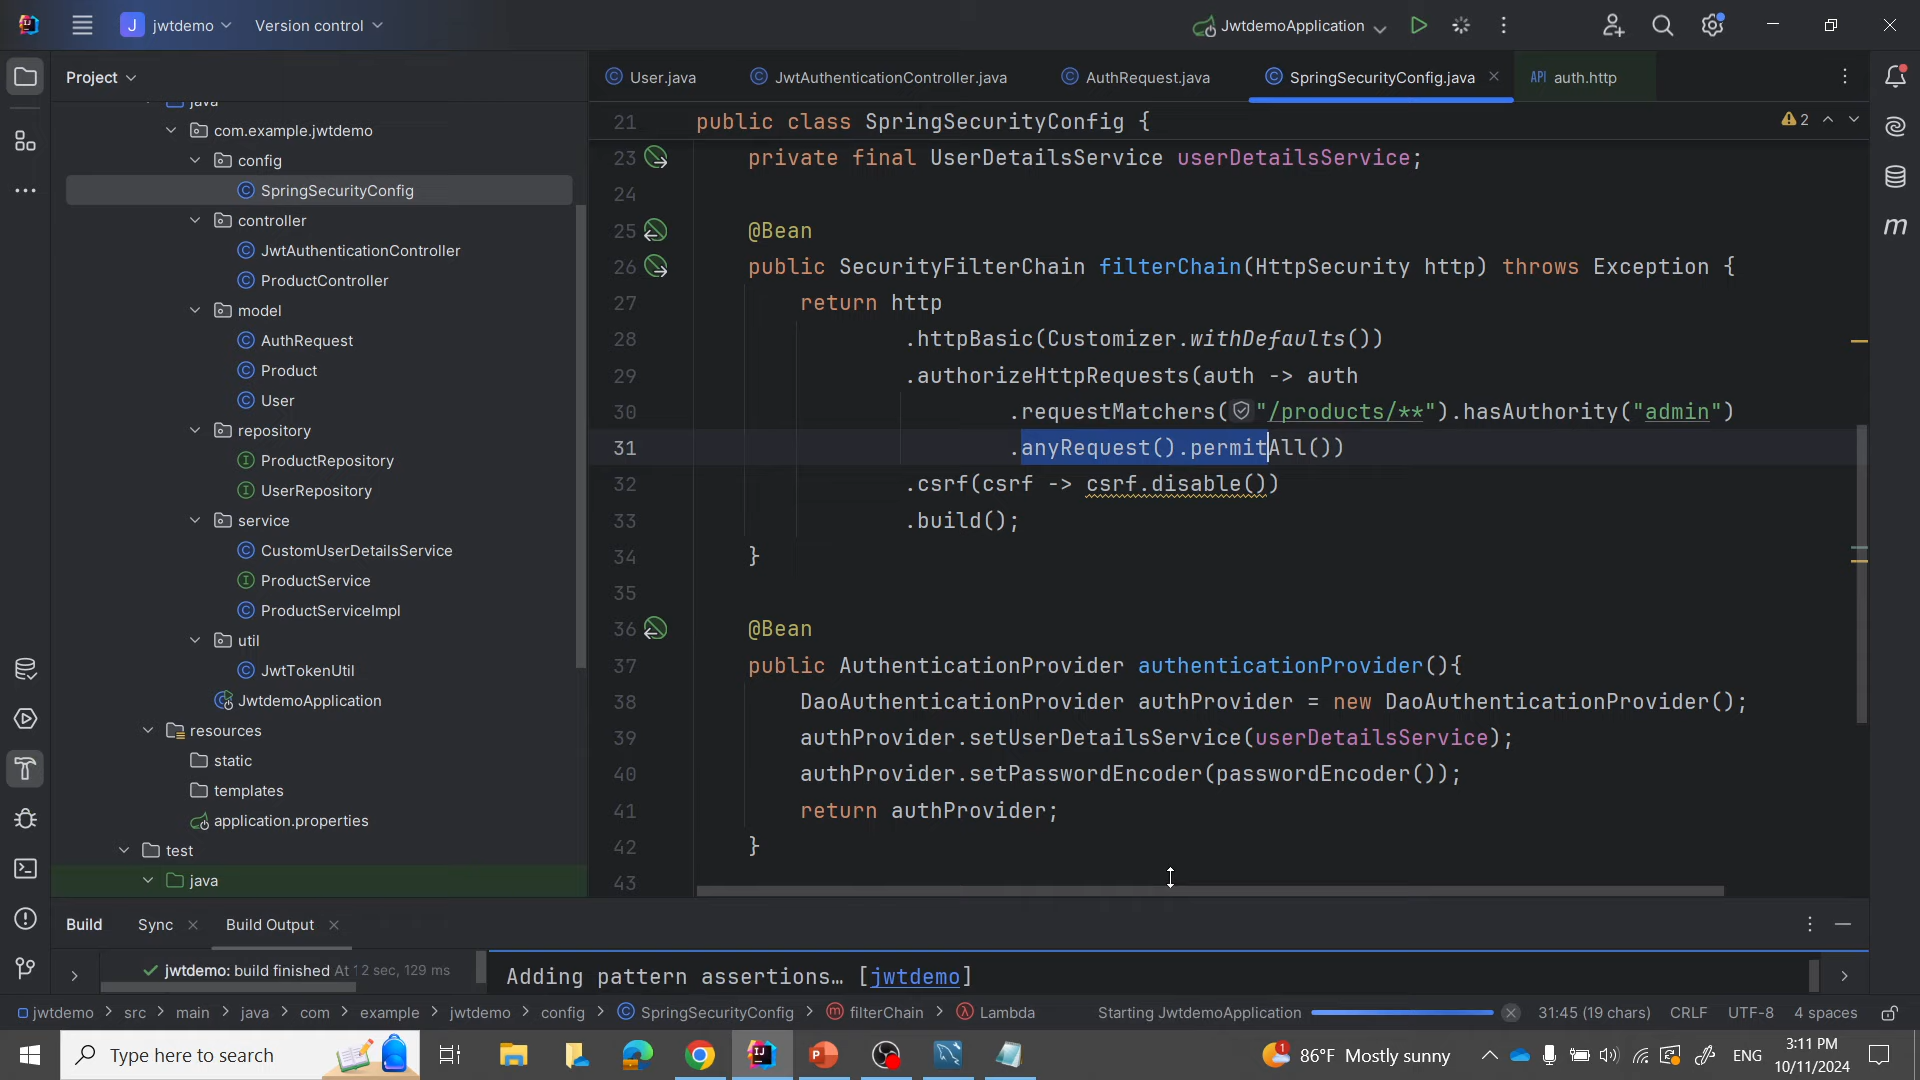 J jwtdemo Version control JwtdemoApplication
Project
User.java JwtAuthenticationController.java AuthRequest.java SpringSecurityConfig.java API auth.http
java
com.example.jwtdemo
config
SpringSecurityConfig
controller
JwtAuthenticationController
ProductController
model
AuthRequest
Product
User
repository
ProductRepository
UserRepository
service
CustomUserDetailsService
ProductService
ProductServiceImpl
util
JwtTokenUtil
JwtdemoApplication
resources
static
templates
application.properties
test
java
21 public class SpringSecurityConfig {
2
23 private final UserDetailsService userDetailsService;
24
25 @Bean
26 public SecurityFilterChain filterChain(HttpSecurity http) throws Exception {
27 return http
28 .httpBasic(Customizer.withDefaults())
29 .authorizeHttpRequests(auth -> auth
30 .requestMatchers("/products/**").hasAuthority("admin")
31 .anyRequest().permitAll())
32 .csrf(csrf -> csrf.disable())
33 .build();
34 }
35
36 @Bean
37 public AuthenticationProvider authenticationProvider(){
38 DaoAuthenticationProvider authProvider = new DaoAuthenticationProvider();
39 authProvider.setUserDetailsService(userDetailsService);
40 authProvider.setPasswordEncoder(passwordEncoder());
41 return authProvider;
42 }
43
m
Build Sync Build Output
jwtdemo: build finished At 1 2 sec, 129 ms
Adding pattern assertions… [jwtdemo]
jwtdemo > src > main > java > com > example > jwtdemo > config > SpringSecurityConfig > filterChain > Lambda Starting JwtdemoApplication 31:45 (19 chars) CRLF UTF-8 4 spaces
Type here to search
1 86°F Mostly sunny ENG 3:11 PM
10/11/2024